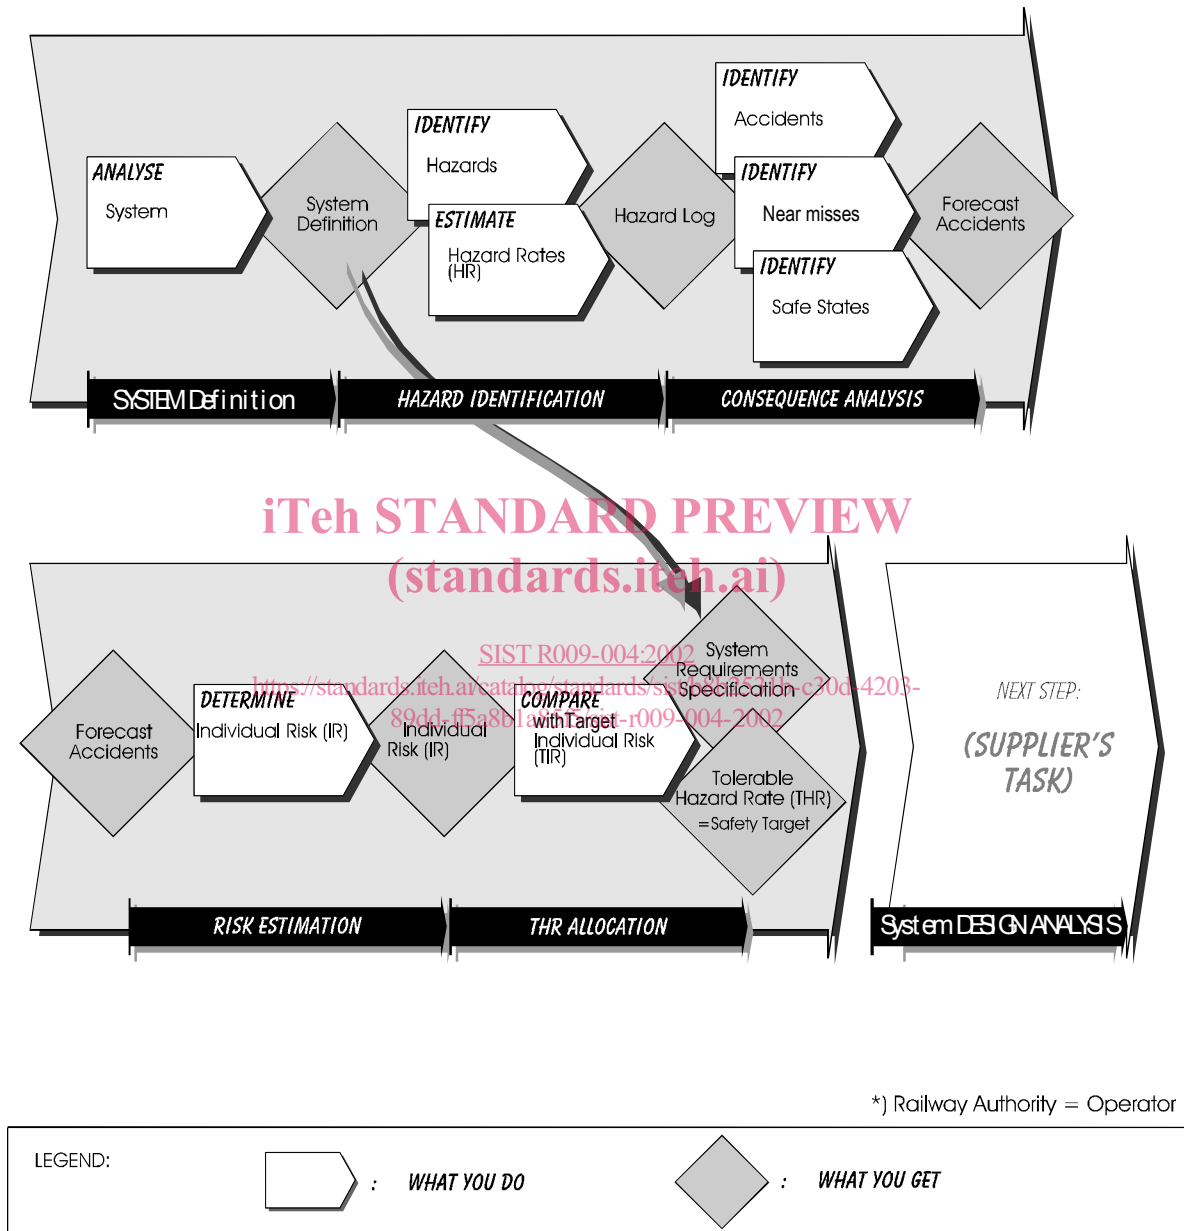 ANALYSE
System
System
Definition
IDENTIFY
Hazards
ESTIMATE
Hazard Rates
(HR)
Hazard Log
IDENTIFY
Accidents
IDENTIFY
Near misses
IDENTIFY
Safe States
Forecast
Accidents
SYSTEM Definition
HAZARD IDENTIFICATION
CONSEQUENCE ANALYSIS
iTeh STANDARD PREVIEW
(standards.iteh.ai)
SIST R009-004:2002
Forecast
Accidents
DETERMINE
Individual Risk (IR)
Individual
Risk (IR)
COMPARE
withTarget
Individual Risk
(TIR)
System
Requirements
Specification
Tolerable
Hazard Rate (THR)
=Safety Target
NEXT STEP:
(SUPPLIER'S
TASK)
RISK ESTIMATION
THR ALLOCATION
System DESIGN ANALYSIS
*) Railway Authority = Operator
LEGEND:
: WHAT YOU DO
: WHAT YOU GET